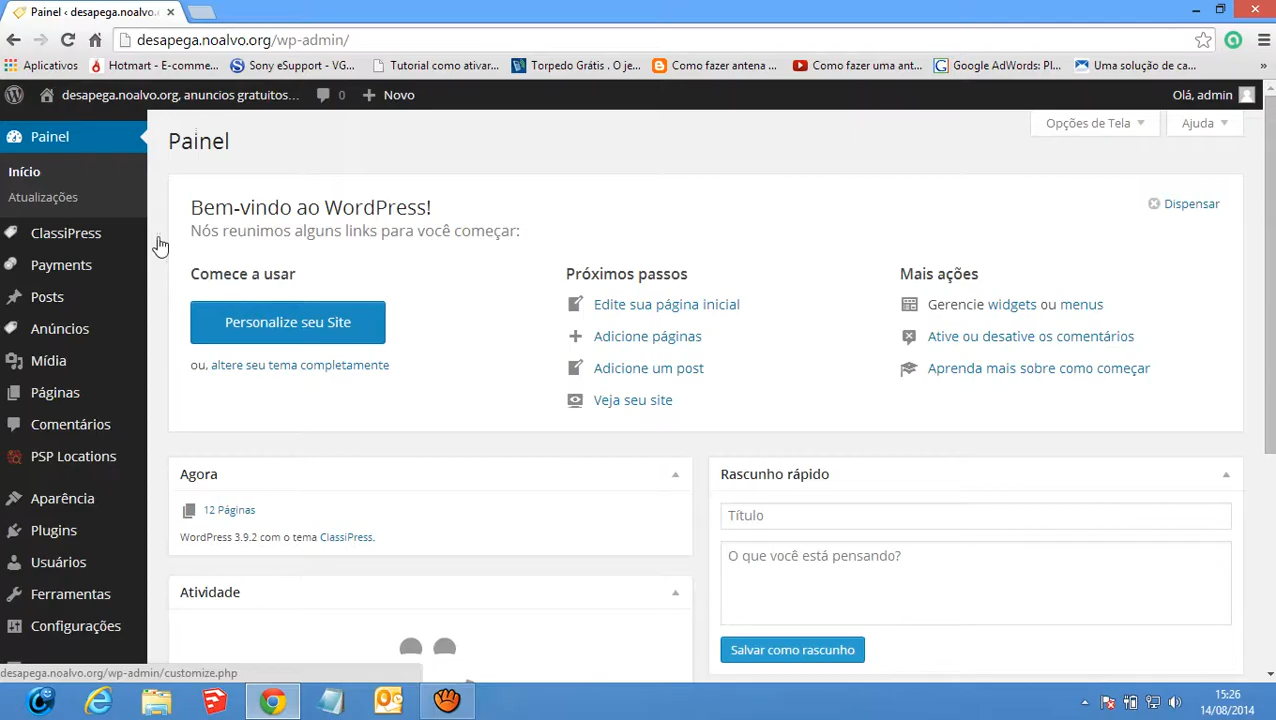 Painel ‹ desapega.noalvo.o
desapega.noalvo.org/wp-admin/
Aplicativos
Hotmart - E-comme...
Sony eSupport - VG...
Tutorial como ativar...
Torpedo Grátis . O je...
Como fazer antena ...
Como fazer uma ant...
Google AdWords: Pl...
Uma solução de ca...
»
desapega.noalvo.org, anuncios gratuitos...
0
Novo
Olá, admin
Painel
Início
Atualizações
ClassiPress
Payments
Posts
Anúncios
Mídia
Páginas
Comentários
PSP Locations
Aparência
Plugins
Usuários
Ferramentas
Configurações
Painel
Opções de Tela
Ajuda
Bem-vindo ao WordPress!
Dispensar
Nós reunimos alguns links para você começar:
Comece a usar
Personalize seu Site
ou, altere seu tema completamente
Próximos passos
Edite sua página inicial
Adicione páginas
Adicione um post
Veja seu site
Mais ações
Gerencie widgets ou menus
Ative ou desative os comentários
Aprenda mais sobre como começar
Agora
12 Páginas
WordPress 3.9.2 com o tema ClassiPress.
Atividade
Rascunho rápido
Título
O que você está pensando?
Salvar como rascunho
desapega.noalvo.org/wp-admin/customize.php
15:26
14/08/2014